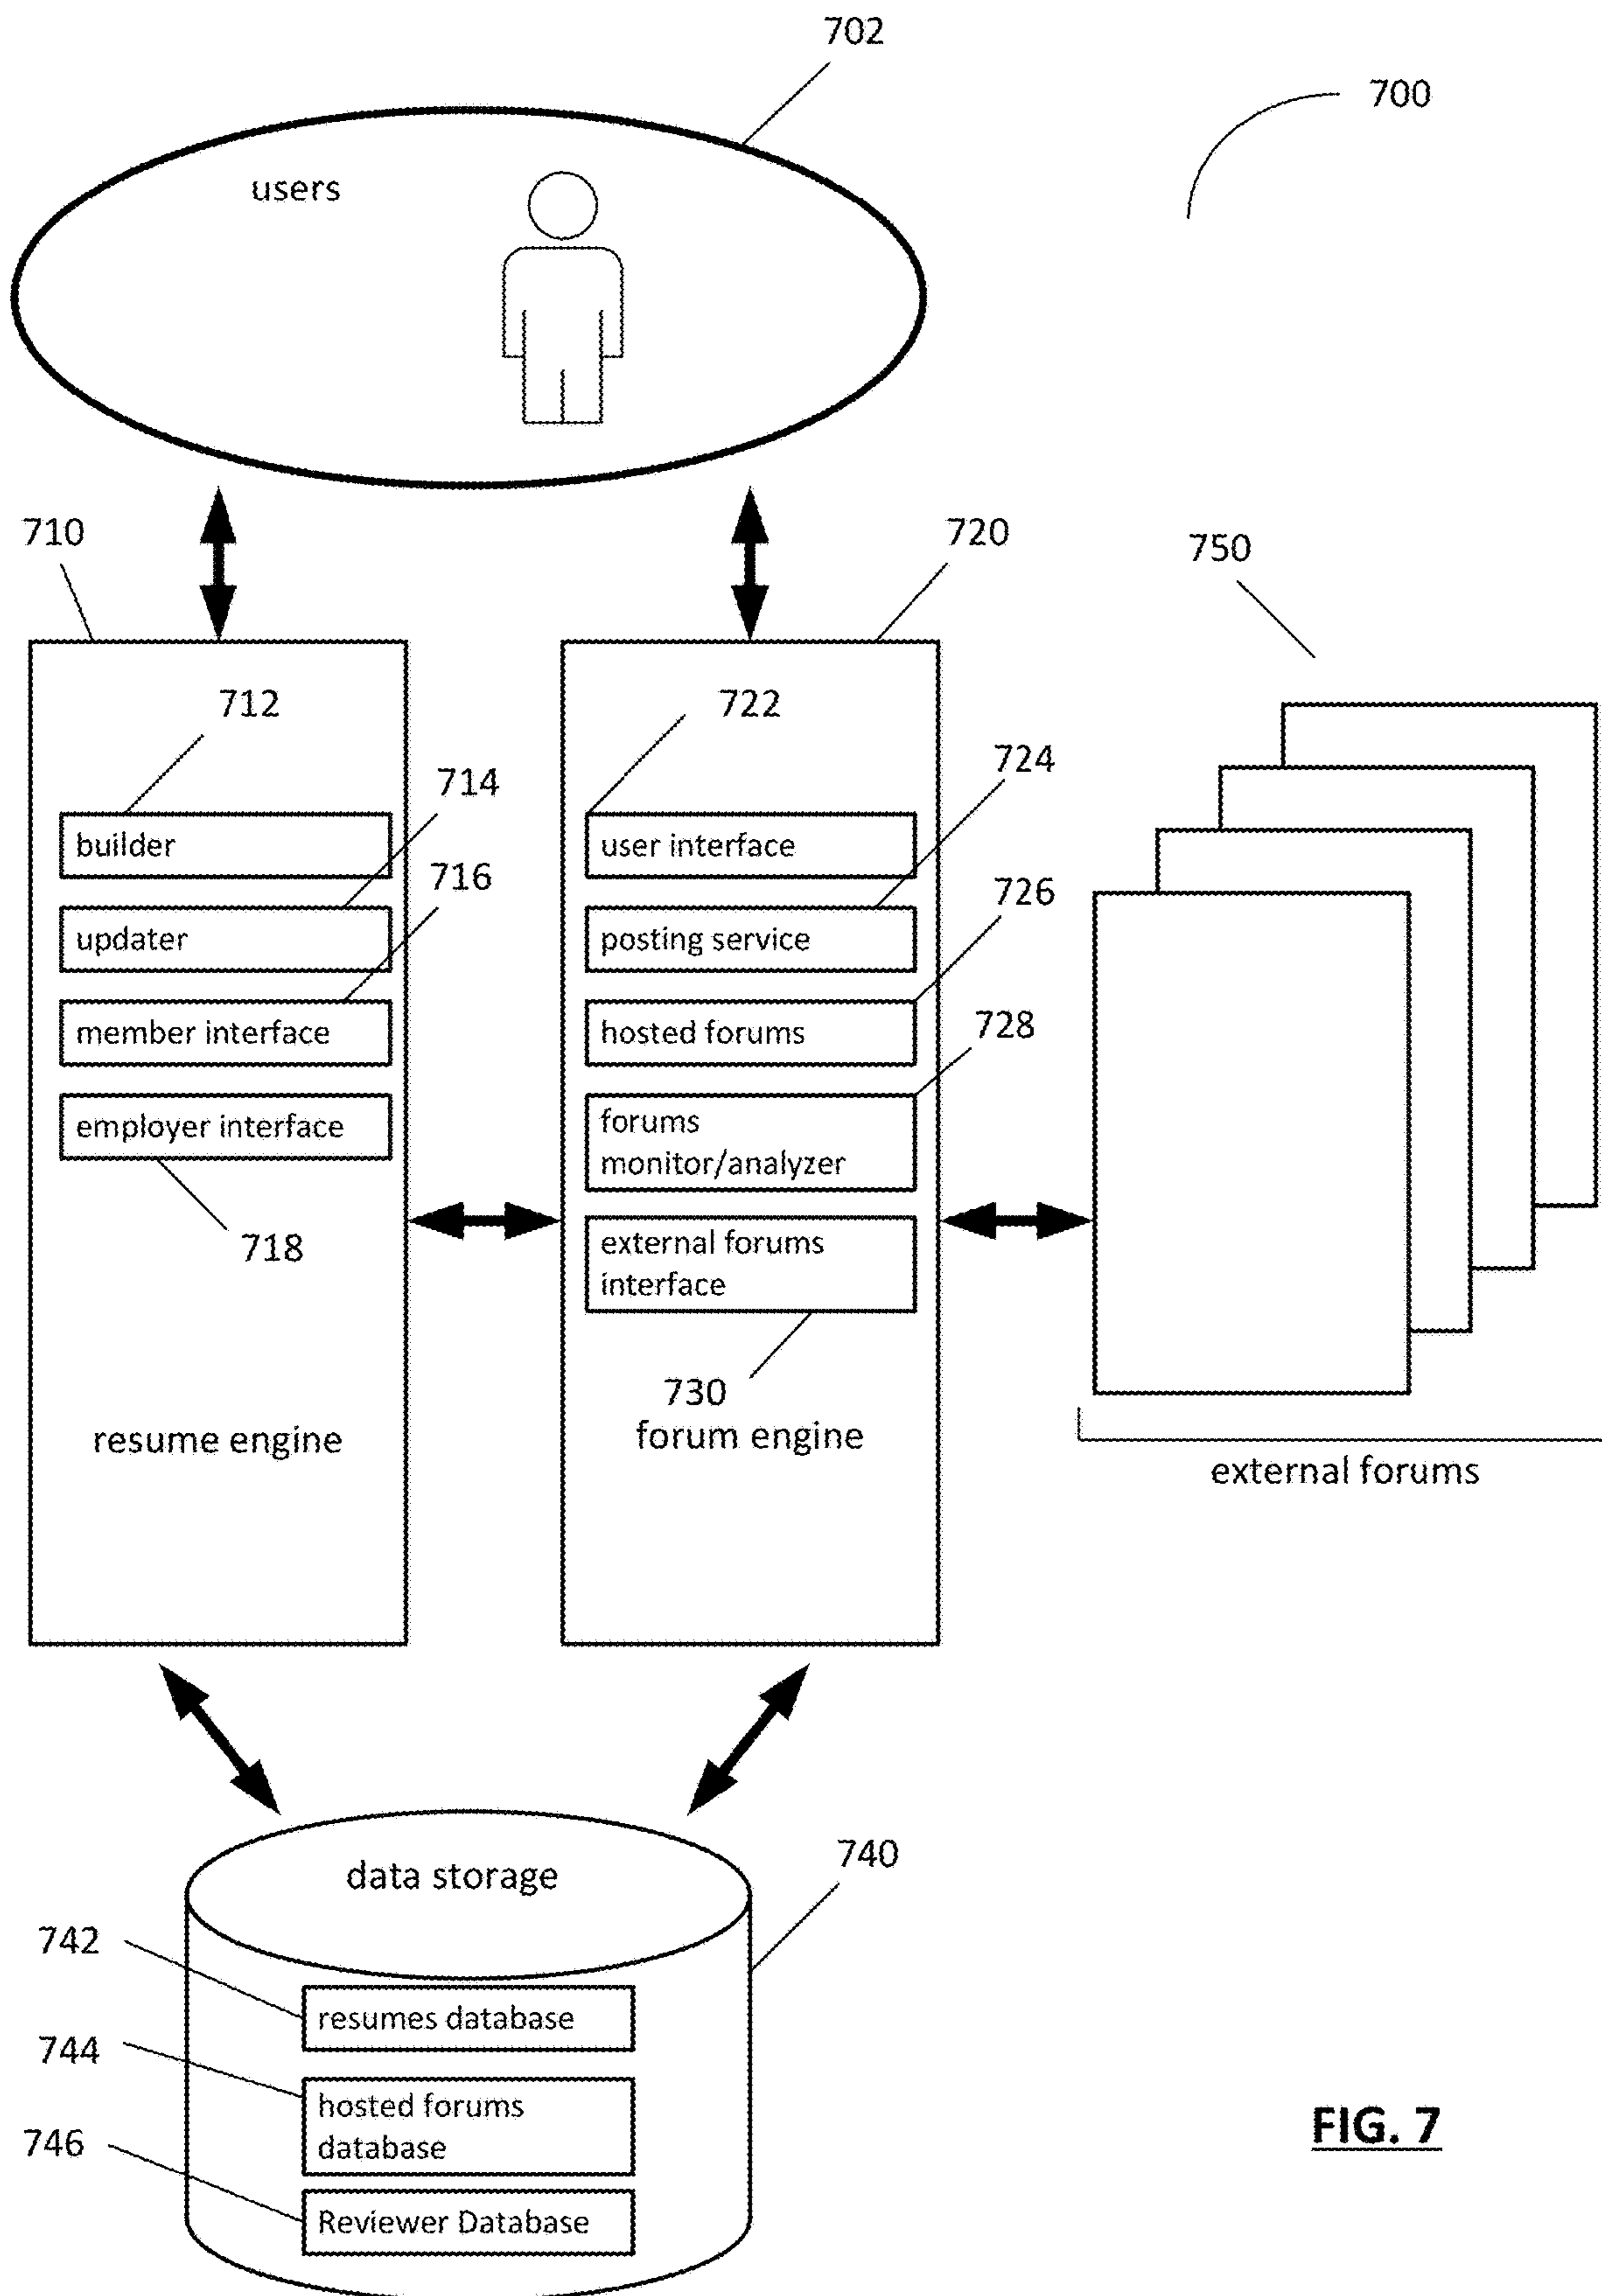 702
700
users
710
720
750
712
722
724
714
builder
user interface
716
726
updater
posting service
member interface
hosted forums
728
employer interface
forums
monitor/analyzer
718
external forums
interface
730
resume engine
forum engine
external forums
data storage
740
742
resumes database
744
hosted forums
database
746
Reviewer Database
FIG. 7